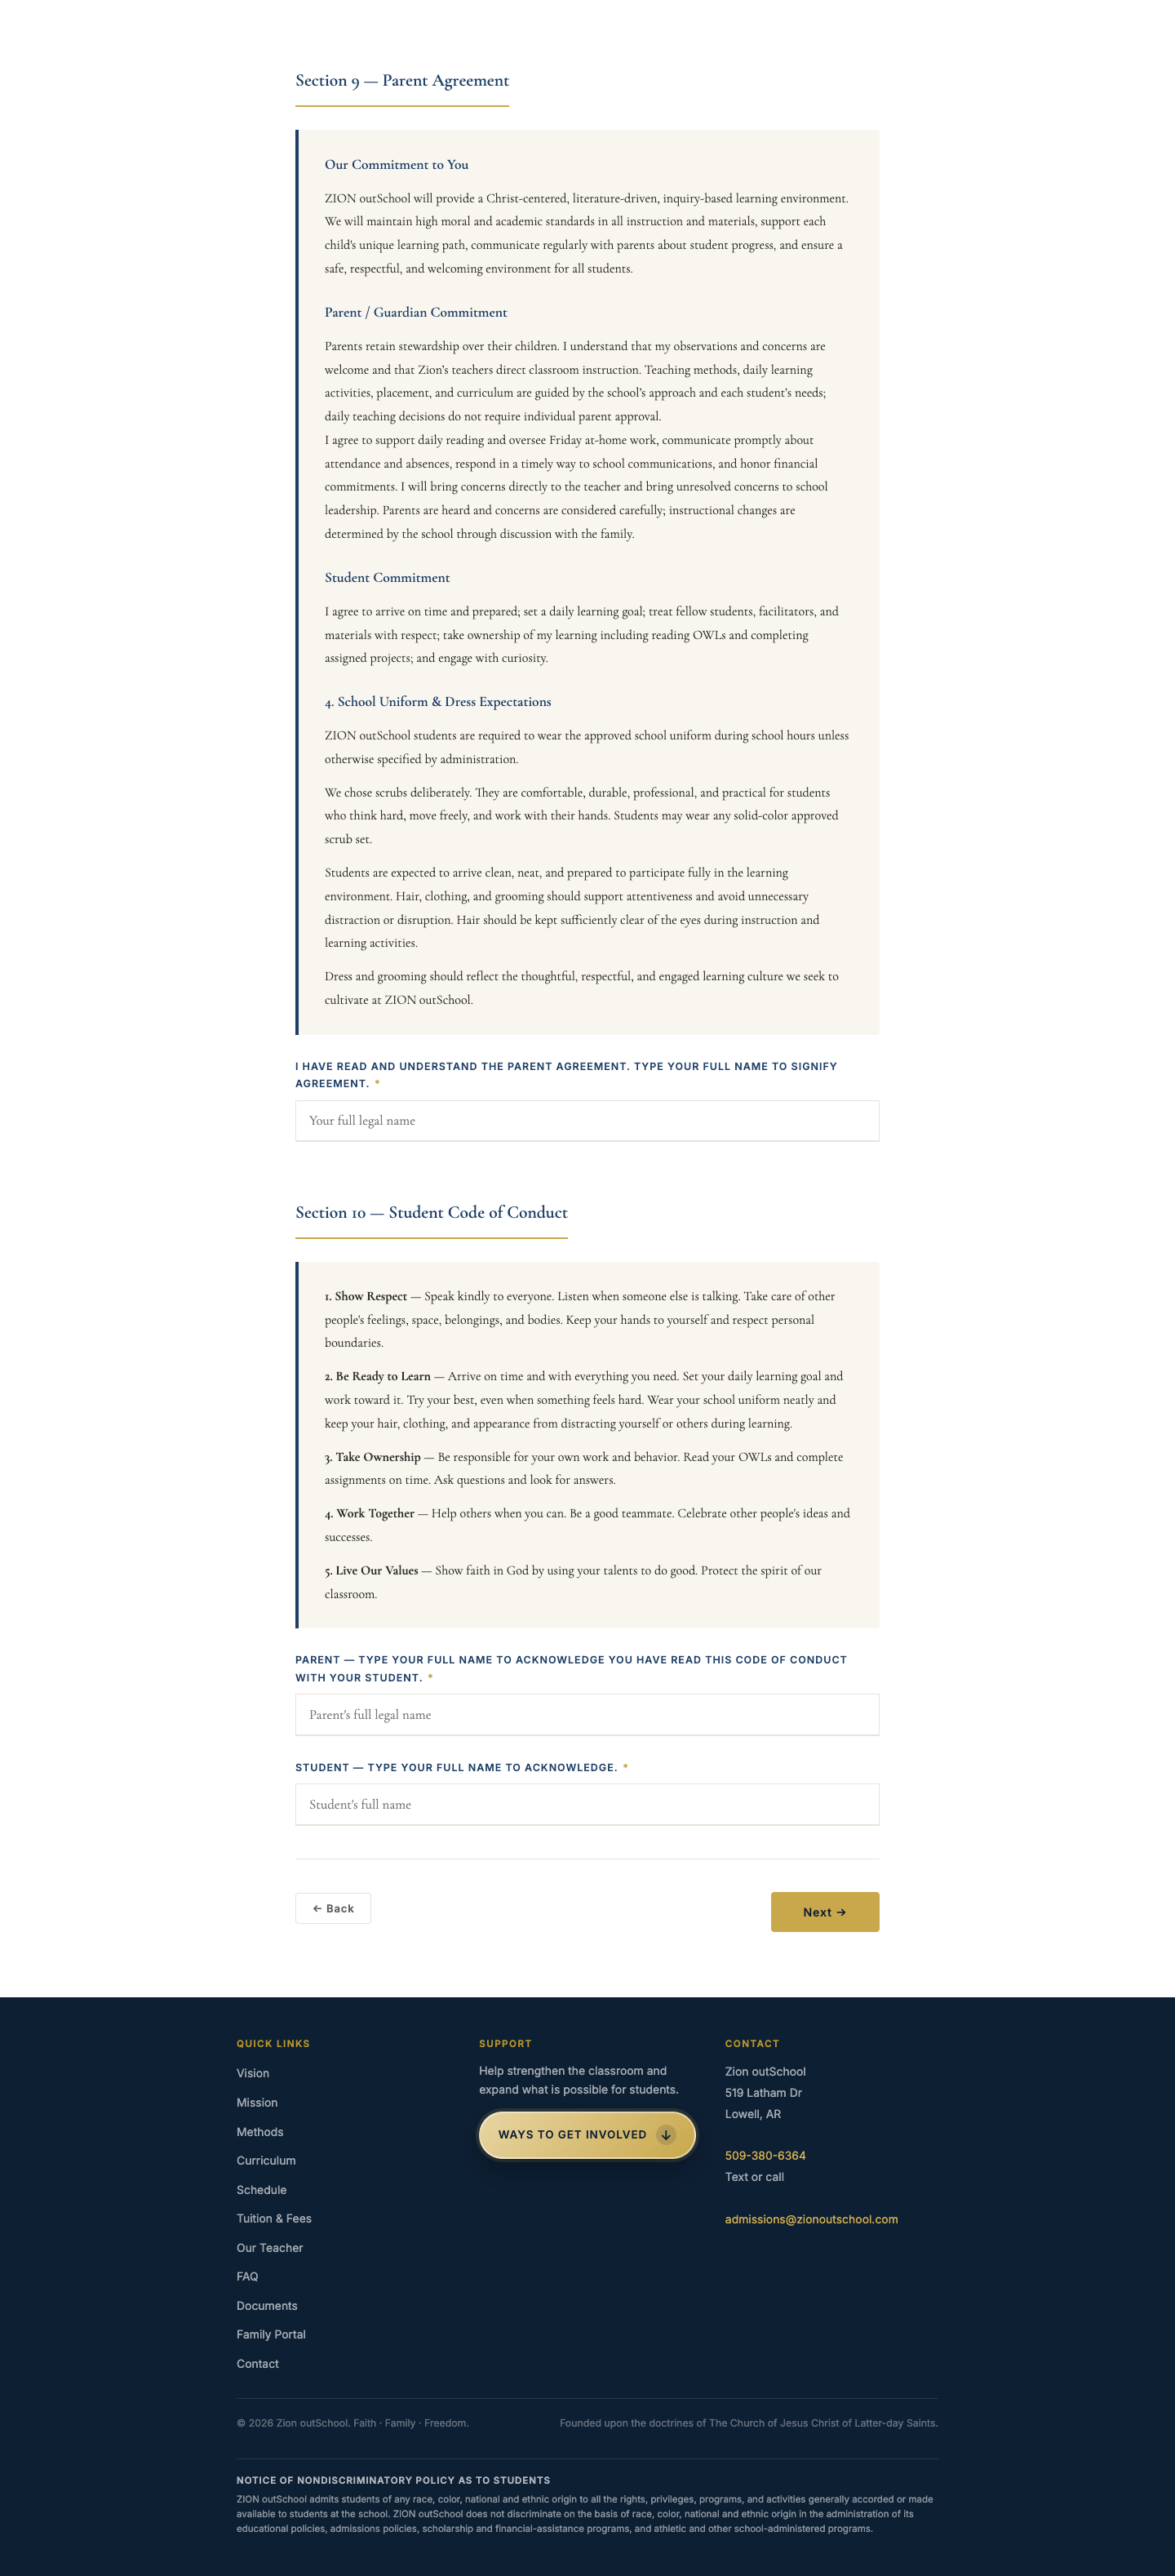 Section 9 — Parent Agreement
Our Commitment to You
ZION outSchool will provide a Christ-centered, literature-driven, inquiry-based learning environment.
We will maintain high moral and academic standards in all instruction and materials, support each
child's unique learning path, communicate regularly with parents about student progress, and ensure a
safe, respectful, and welcoming environment for all students.
Parent / Guardian Commitment
Parents retain stewardship over their children. I understand that my observations and concerns are
welcome and that Zion’s teachers direct classroom instruction. Teaching methods, daily learning
activities, placement, and curriculum are guided by the school’s approach and each student’s needs;
daily teaching decisions do not require individual parent approval.
I agree to support daily reading and oversee Friday at-home work, communicate promptly about
attendance and absences, respond in a timely way to school communications, and honor financial
commitments. I will bring concerns directly to the teacher and bring unresolved concerns to school
leadership. Parents are heard and concerns are considered carefully; instructional changes are
determined by the school through discussion with the family.
Student Commitment
I agree to arrive on time and prepared; set a daily learning goal; treat fellow students, facilitators, and
materials with respect; take ownership of my learning including reading OWLs and completing
assigned projects; and engage with curiosity.
4. School Uniform & Dress Expectations
ZION outSchool students are required to wear the approved school uniform during school hours unless
otherwise specified by administration.
We chose scrubs deliberately. They are comfortable, durable, professional, and practical for students
who think hard, move freely, and work with their hands. Students may wear any solid-color approved
scrub set.
Students are expected to arrive clean, neat, and prepared to participate fully in the learning
environment. Hair, clothing, and grooming should support attentiveness and avoid unnecessary
distraction or disruption. Hair should be kept sufficiently clear of the eyes during instruction and
learning activities.
Dress and grooming should reflect the thoughtful, respectful, and engaged learning culture we seek to
cultivate at ZION outSchool.
I HAVE READ AND UNDERSTAND THE PARENT AGREEMENT. TYPE YOUR FULL NAME TO SIGNIFY
AGREEMENT. *
Your full legal name
Section 10 — Student Code of Conduct
1. Show Respect — Speak kindly to everyone. Listen when someone else is talking. Take care of other
people's feelings, space, belongings, and bodies. Keep your hands to yourself and respect personal
boundaries.
2. Be Ready to Learn — Arrive on time and with everything you need. Set your daily learning goal and
work toward it. Try your best, even when something feels hard. Wear your school uniform neatly and
keep your hair, clothing, and appearance from distracting yourself or others during learning.
3. Take Ownership — Be responsible for your own work and behavior. Read your OWLs and complete
assignments on time. Ask questions and look for answers.
4. Work Together — Help others when you can. Be a good teammate. Celebrate other people's ideas and
successes.
5. Live Our Values — Show faith in God by using your talents to do good. Protect the spirit of our
classroom.
PARENT — TYPE YOUR FULL NAME TO ACKNOWLEDGE YOU HAVE READ THIS CODE OF CONDUCT
WITH YOUR STUDENT. *
Parent's full legal name
STUDENT — TYPE YOUR FULL NAME TO ACKNOWLEDGE. *
Student's full name
← Back
Next →
QUICK LINKS
Vision
Mission
Methods
Curriculum
Schedule
Tuition & Fees
Our Teacher
FAQ
Documents
Family Portal
Contact
SUPPORT
Help strengthen the classroom and
expand what is possible for students.
WAYS TO GET INVOLVED ↓
CONTACT
Zion outSchool
519 Latham Dr
Lowell, AR
509-380-6364
Text or call
admissions@zionoutschool.com
© 2026 Zion outSchool. Faith · Family · Freedom.
Founded upon the doctrines of The Church of Jesus Christ of Latter-day Saints.
NOTICE OF NONDISCRIMINATORY POLICY AS TO STUDENTS
ZION outSchool admits students of any race, color, national and ethnic origin to all the rights, privileges, programs, and activities generally accorded or made
available to students at the school. ZION outSchool does not discriminate on the basis of race, color, national and ethnic origin in the administration of its
educational policies, admissions policies, scholarship and financial-assistance programs, and athletic and other school-administered programs.